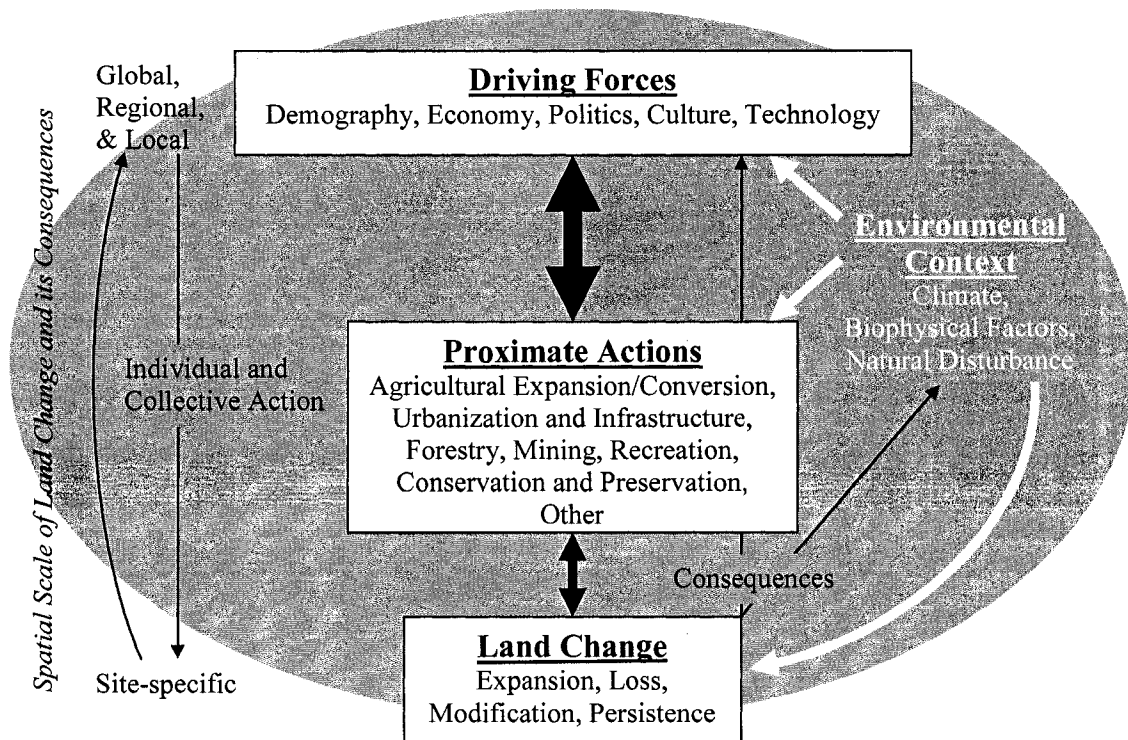 Global,
Regional,
& Local
Driving Forces
Demography, Economy, Politics, Culture, Technology
Spatial Scale of Land Change and its Consequences
Environmental
Context
Climate,
Biophysical Factors,
Natural Disturbance
Individual and
Collective Action
Proximate Actions
Agricultural Expansion/Conversion,
Urbanization and Infrastructure,
Forestry, Mining, Recreation,
Conservation and Preservation,
Other
Consequences
Land Change
Expansion, Loss,
Modification, Persistence
Site-specific